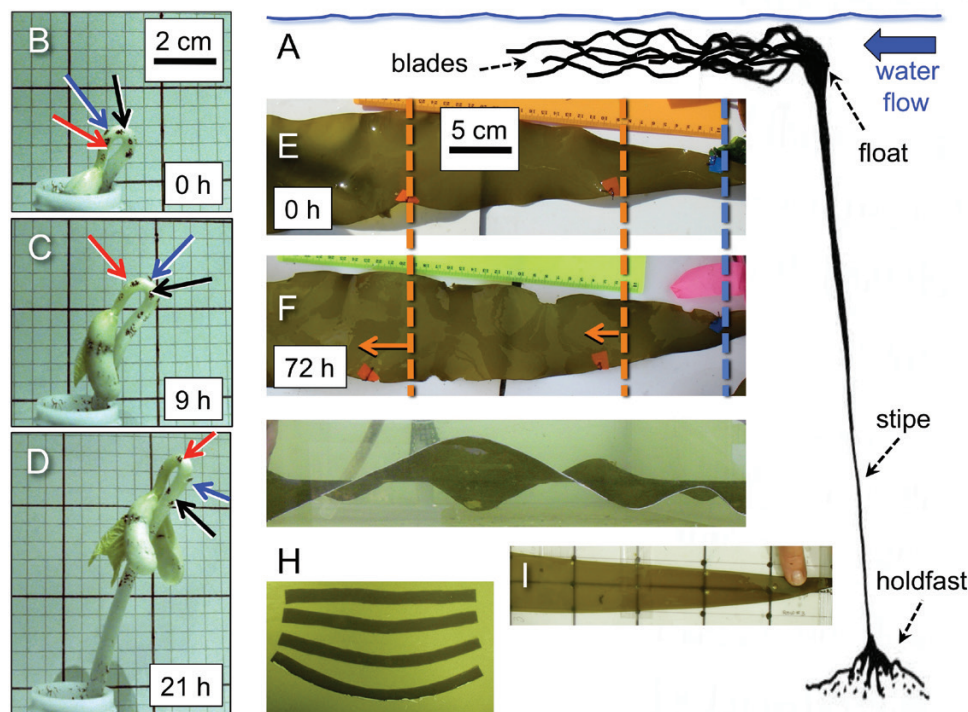 B
2 cm
0 h
C
9 h
D
21 h
A
blades
water
flow
float
E
5 cm
0 h
F
72 h
stipe
H
I
holdfast